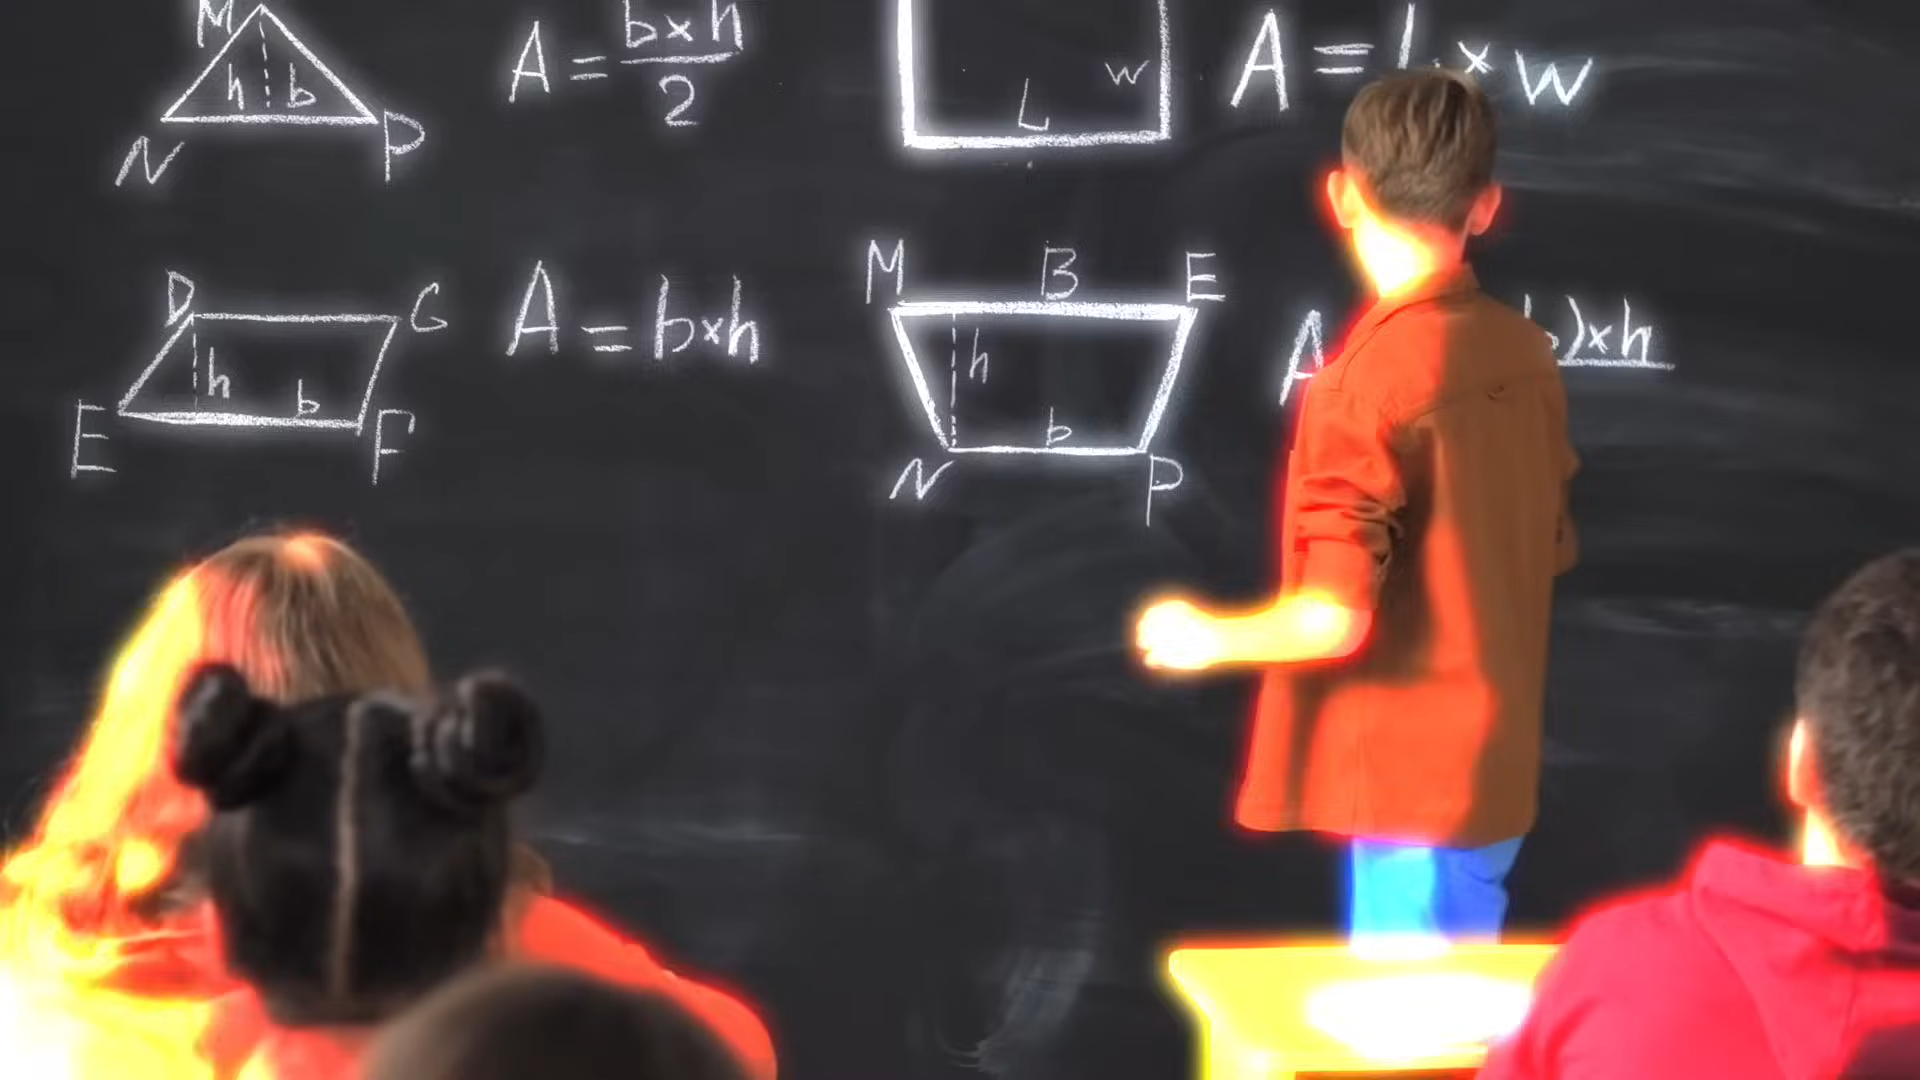 M
h b
N P
A = b×h/2
w
L
A = L × w
D G
h b
E F
A = b×h
M B E
h
b
N P
A b)×h